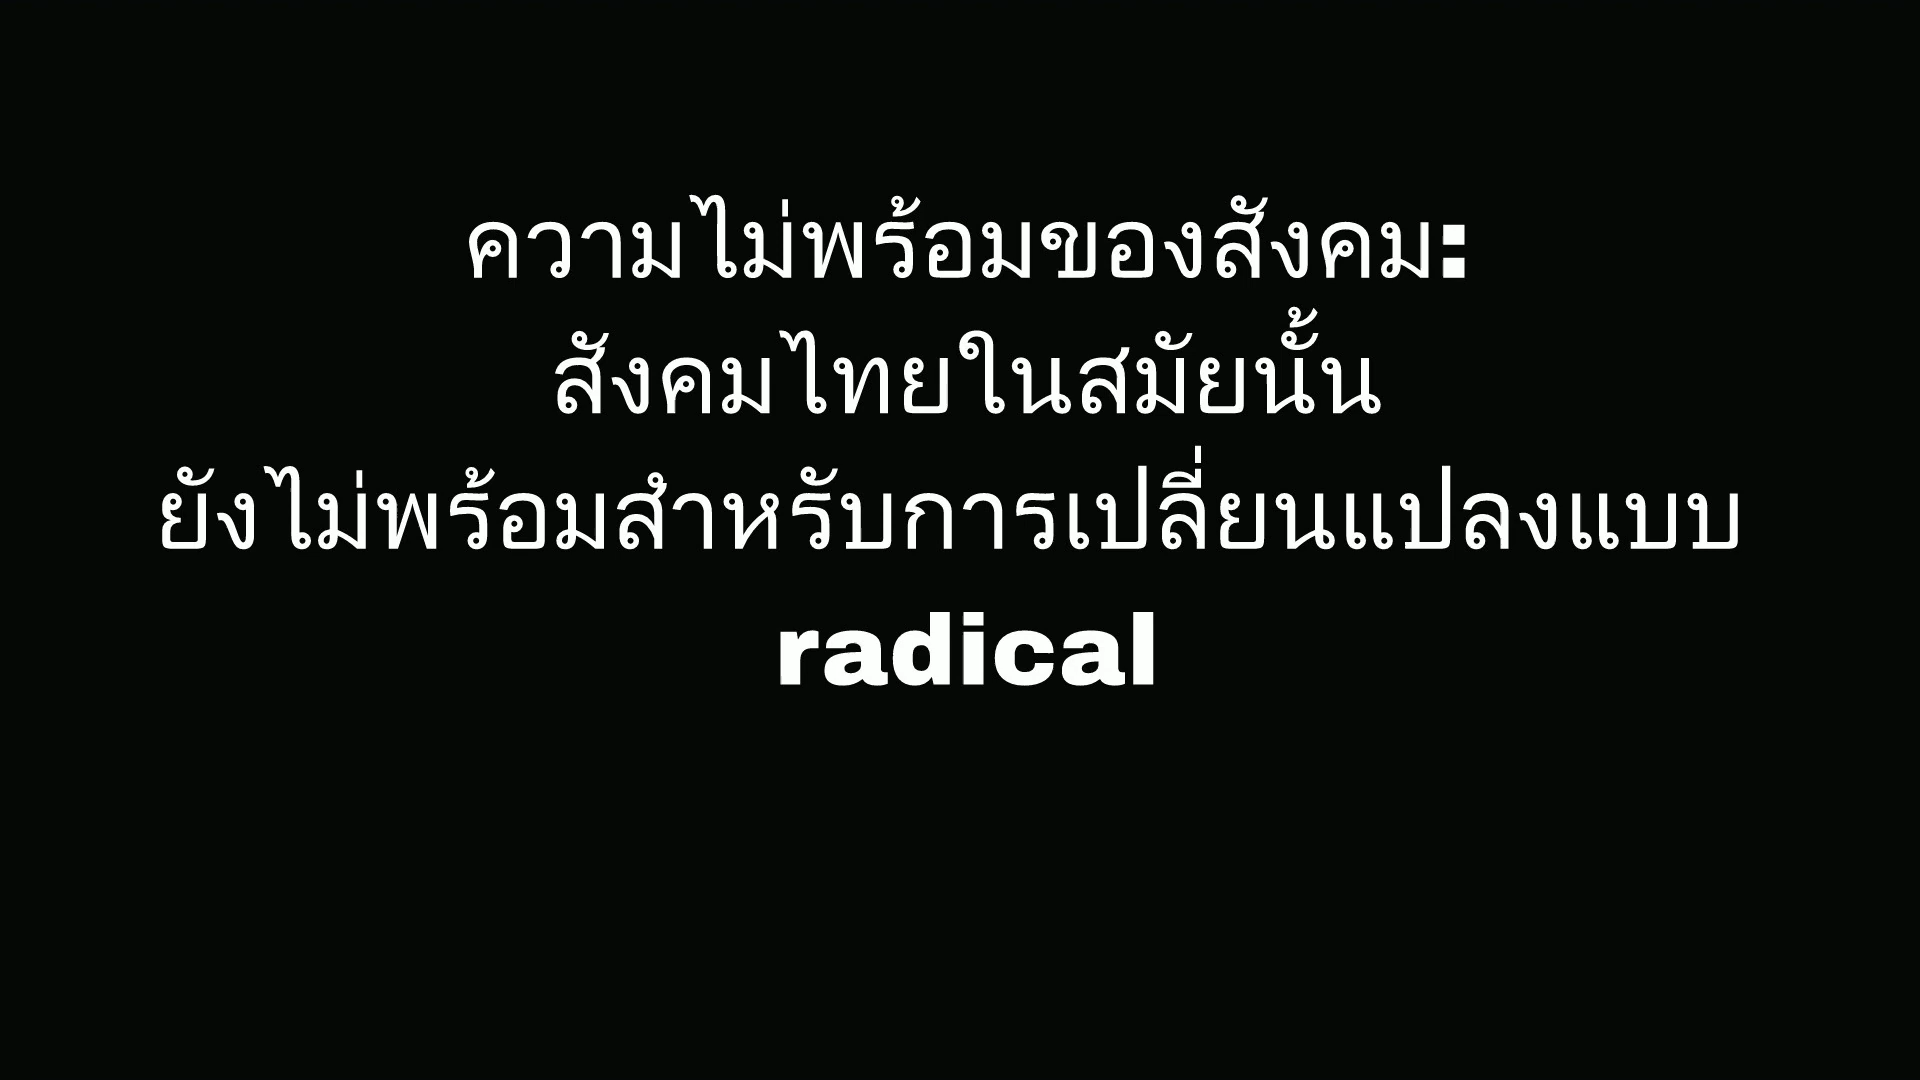 ความไม่พร้อมของสังคม:
สังคมไทยในสมัยนั้น
ยังไม่พร้อมสำหรับการเปลี่ยนแปลงแบบ
radical